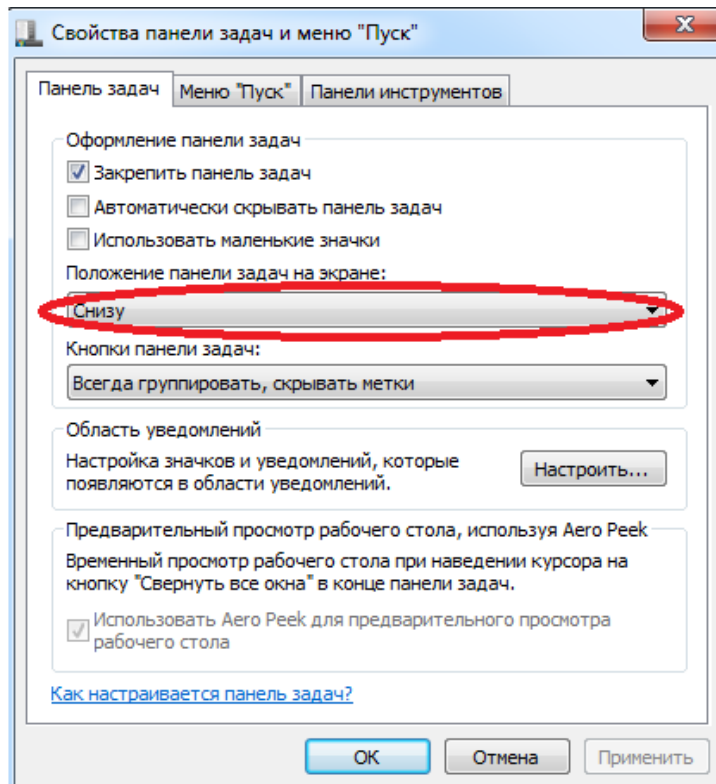 Свойства панели задач и меню "Пуск"
Панель задач Меню "Пуск" Панели инструментов
Оформление панели задач
Закрепить панель задач
Автоматически скрывать панель задач
Использовать маленькие значки
Положение панели задач на экране:
Снизу
Кнопки панели задач:
Всегда группировать, скрывать метки
Область уведомлений
Настройка значков и уведомлений, которые
появляются в области уведомлений.
Настроить...
Предварительный просмотр рабочего стола, используя Aero Peek
Временный просмотр рабочего стола при наведении курсора на
кнопку "Свернуть все окна" в конце панели задач.
Использовать Aero Peek для предварительного просмотра
рабочего стола
Как настраивается панель задач?
ОК Отмена Применить